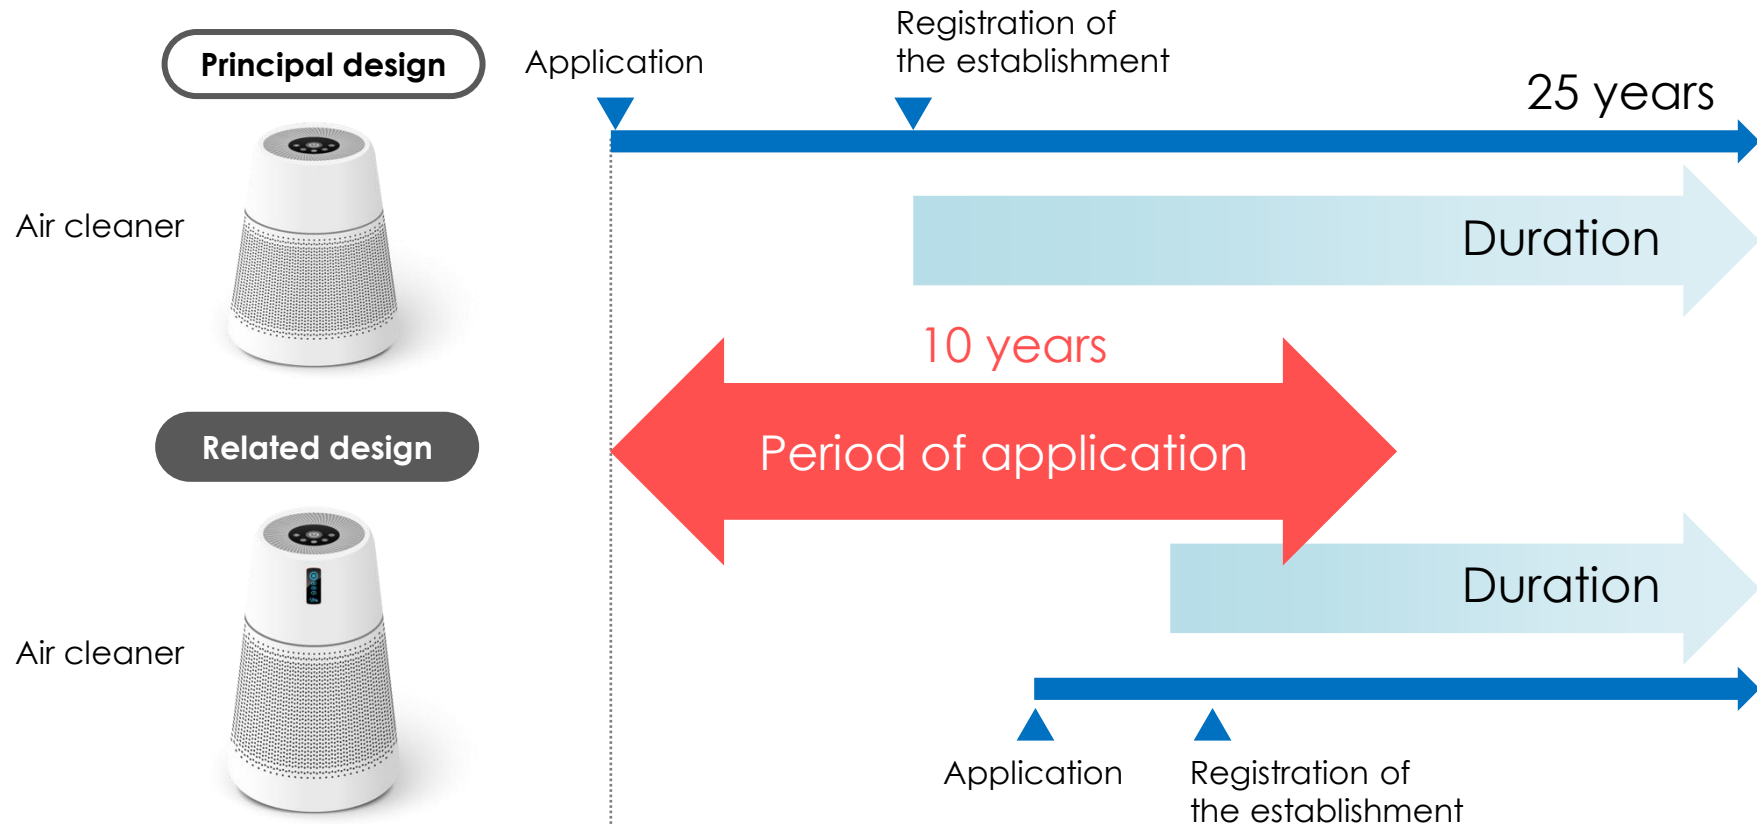 Principal design
Application
Registration of
the establishment
25 years
Air cleaner
Duration
10 years
Period of application
Related design
Duration
Air cleaner
Application
Registration of
the establishment